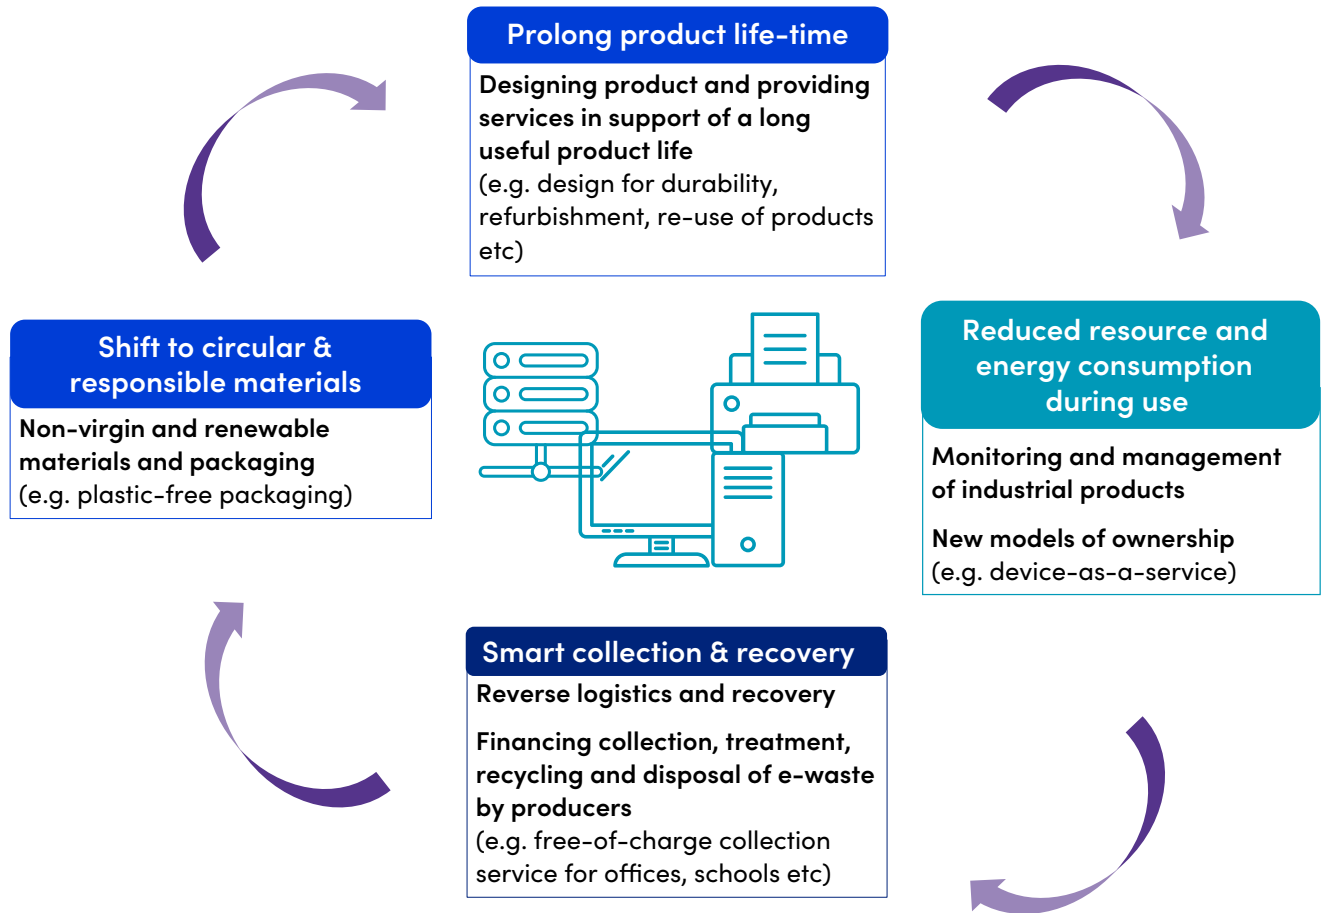 Prolong product life-time
Designing product and providing
services in support of a long
useful product life
(e.g. design for durability,
refurbishment, re-use of products
etc)
Shift to circular &
responsible materials
Non-virgin and renewable
materials and packaging
(e.g. plastic-free packaging)
Reduced resource and
energy consumption
during use
Monitoring and management
of industrial products
New models of ownership
(e.g. device-as-a-service)
Smart collection & recovery
Reverse logistics and recovery
Financing collection, treatment,
recycling and disposal of e-waste
by producers
(e.g. free-of-charge collection
service for offices, schools etc)